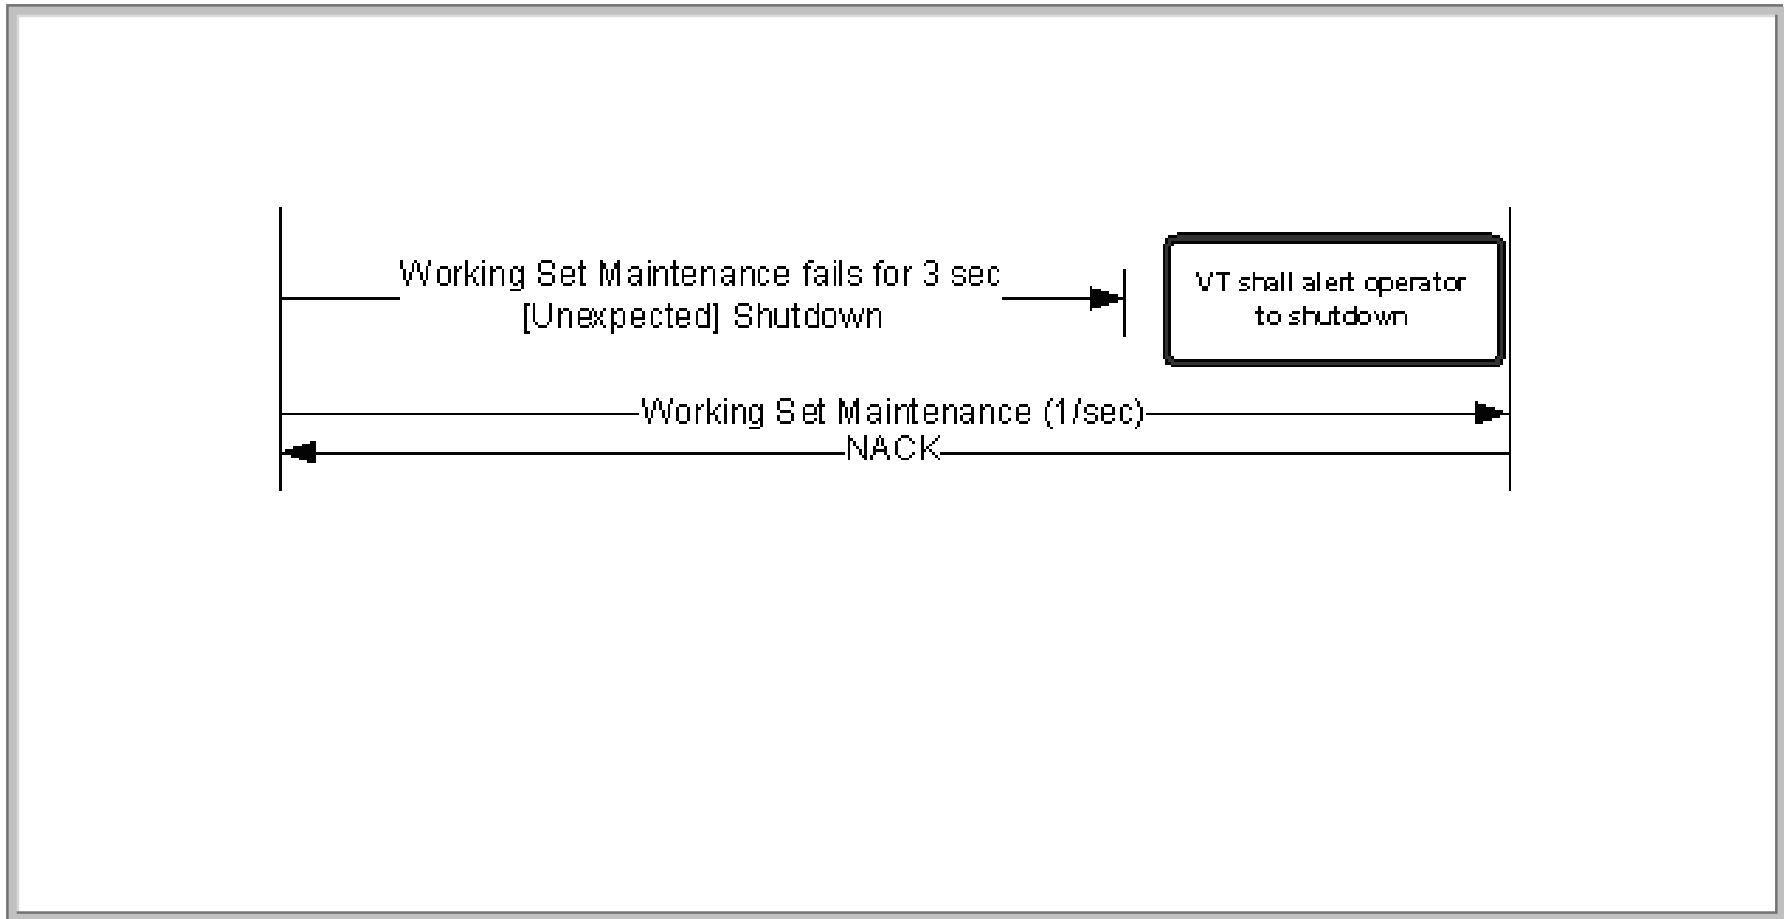 Working Set Maintenance fails for 3 sec
[Unexpected] Shutdown
VT shall alert operator
to shutdown
Working Set Maintenance (1/sec)
NACK